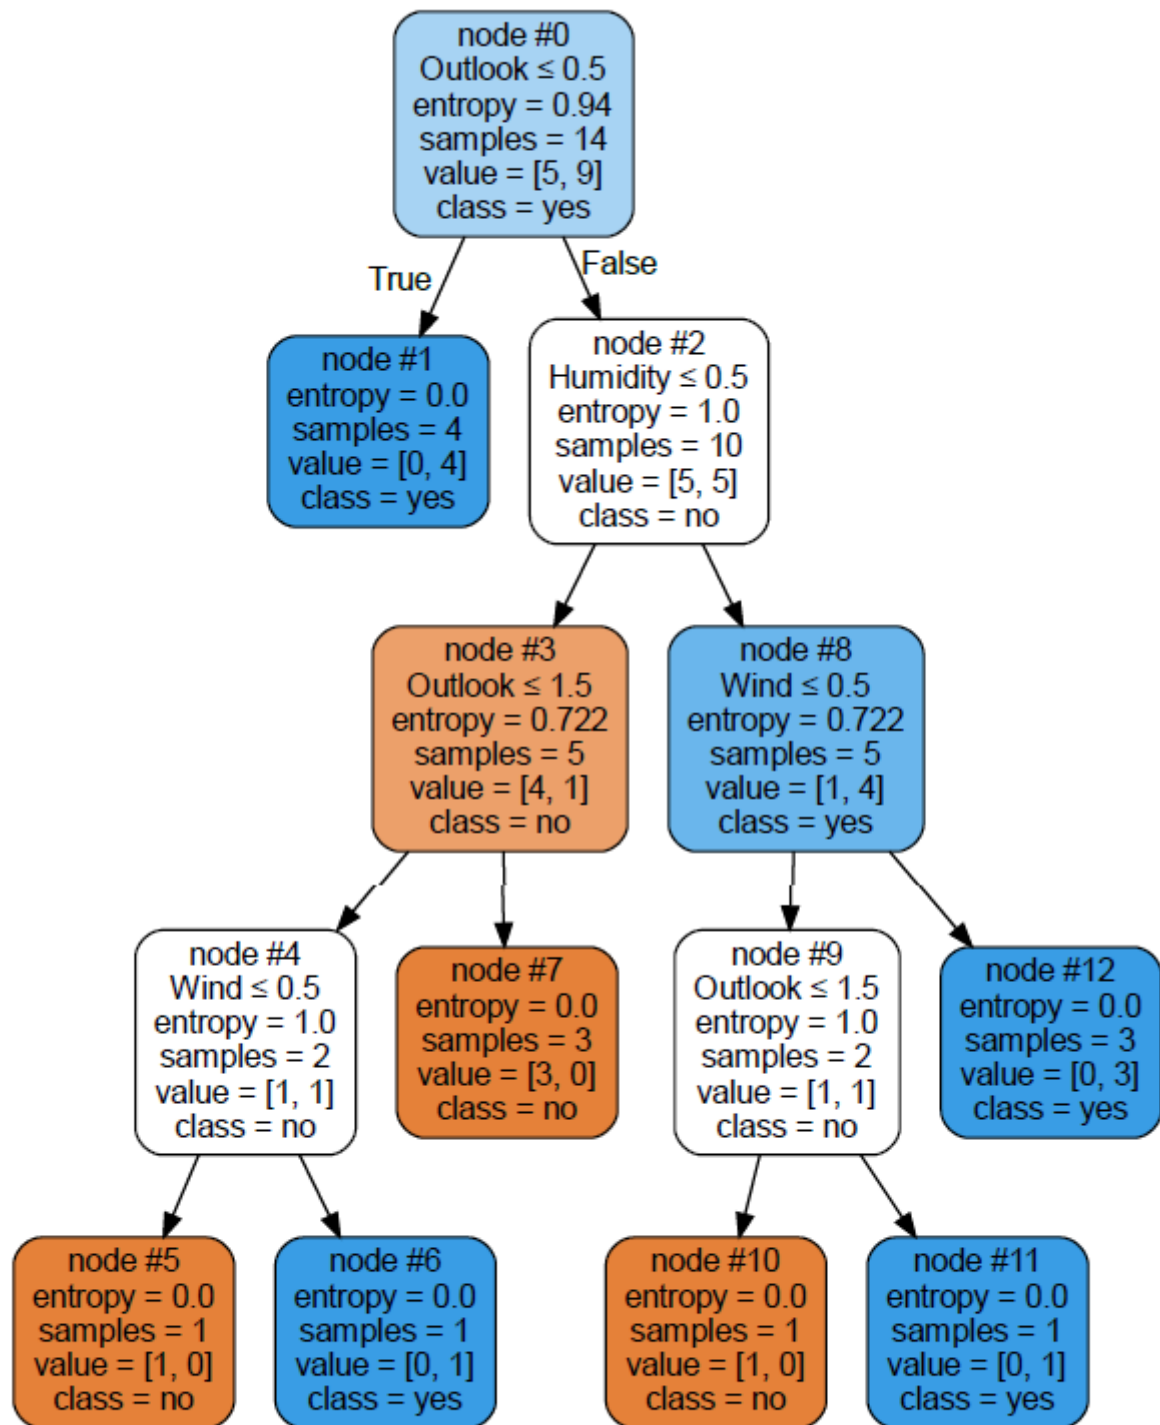 node #0
Outlook ≤ 0.5
entropy = 0.94
samples = 14
value = [5, 9]
class = yes
True
False
node #1
entropy = 0.0
samples = 4
value = [0, 4]
class = yes
node #2
Humidity ≤ 0.5
entropy = 1.0
samples = 10
value = [5, 5]
class = no
node #3
Outlook ≤ 1.5
entropy = 0.722
samples = 5
value = [4, 1]
class = no
node #8
Wind ≤ 0.5
entropy = 0.722
samples = 5
value = [1, 4]
class = yes
node #4
Wind ≤ 0.5
entropy = 1.0
samples = 2
value = [1, 1]
class = no
node #7
entropy = 0.0
samples = 3
value = [3, 0]
class = no
node #9
Outlook ≤ 1.5
entropy = 1.0
samples = 2
value = [1, 1]
class = no
node #12
entropy = 0.0
samples = 3
value = [0, 3]
class = yes
node #5
entropy = 0.0
samples = 1
value = [1, 0]
class = no
node #6
entropy = 0.0
samples = 1
value = [0, 1]
class = yes
node #10
entropy = 0.0
samples = 1
value = [1, 0]
class = no
node #11
entropy = 0.0
samples = 1
value = [0, 1]
class = yes